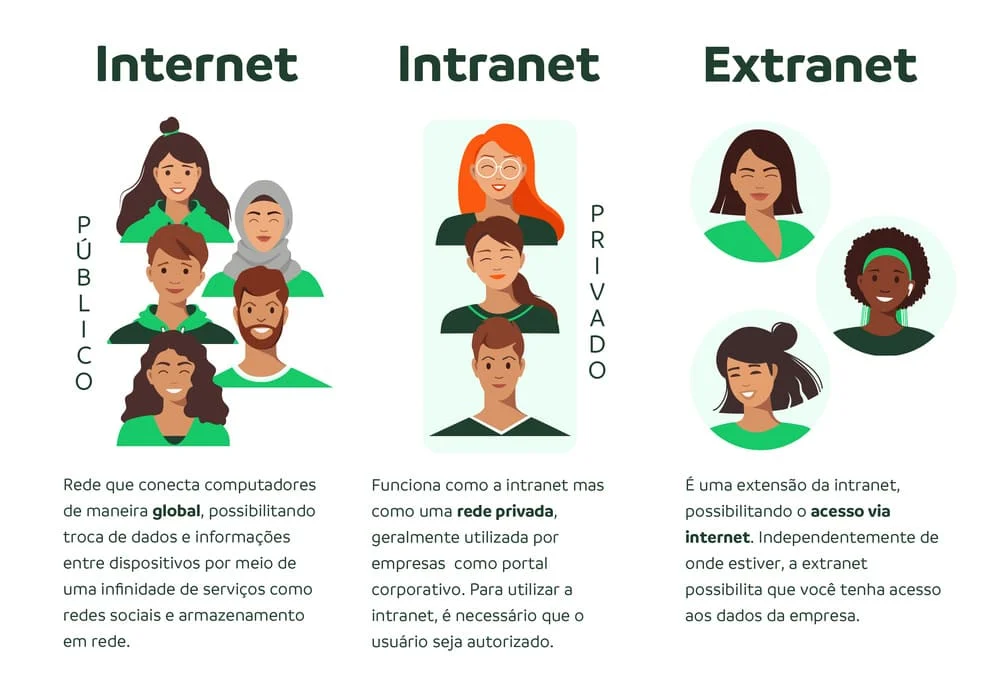 Internet
PÚBLICO
Rede que conecta computadores
de maneira global, possibilitando
troca de dados e informações
entre dispositivos por meio de
uma infinidade de serviços como
redes sociais e armazenamento
em rede.
Intranet
PRIVADO
Funciona como a intranet mas
como uma rede privada,
geralmente utilizada por
empresas como portal
corporativo. Para utilizar a
intranet, é necessário que o
usuário seja autorizado.
Extranet
É uma extensão da intranet,
possibilitando o acesso via
internet. Independentemente de
onde estiver, a extranet
possibilita que você tenha acesso
aos dados da empresa.